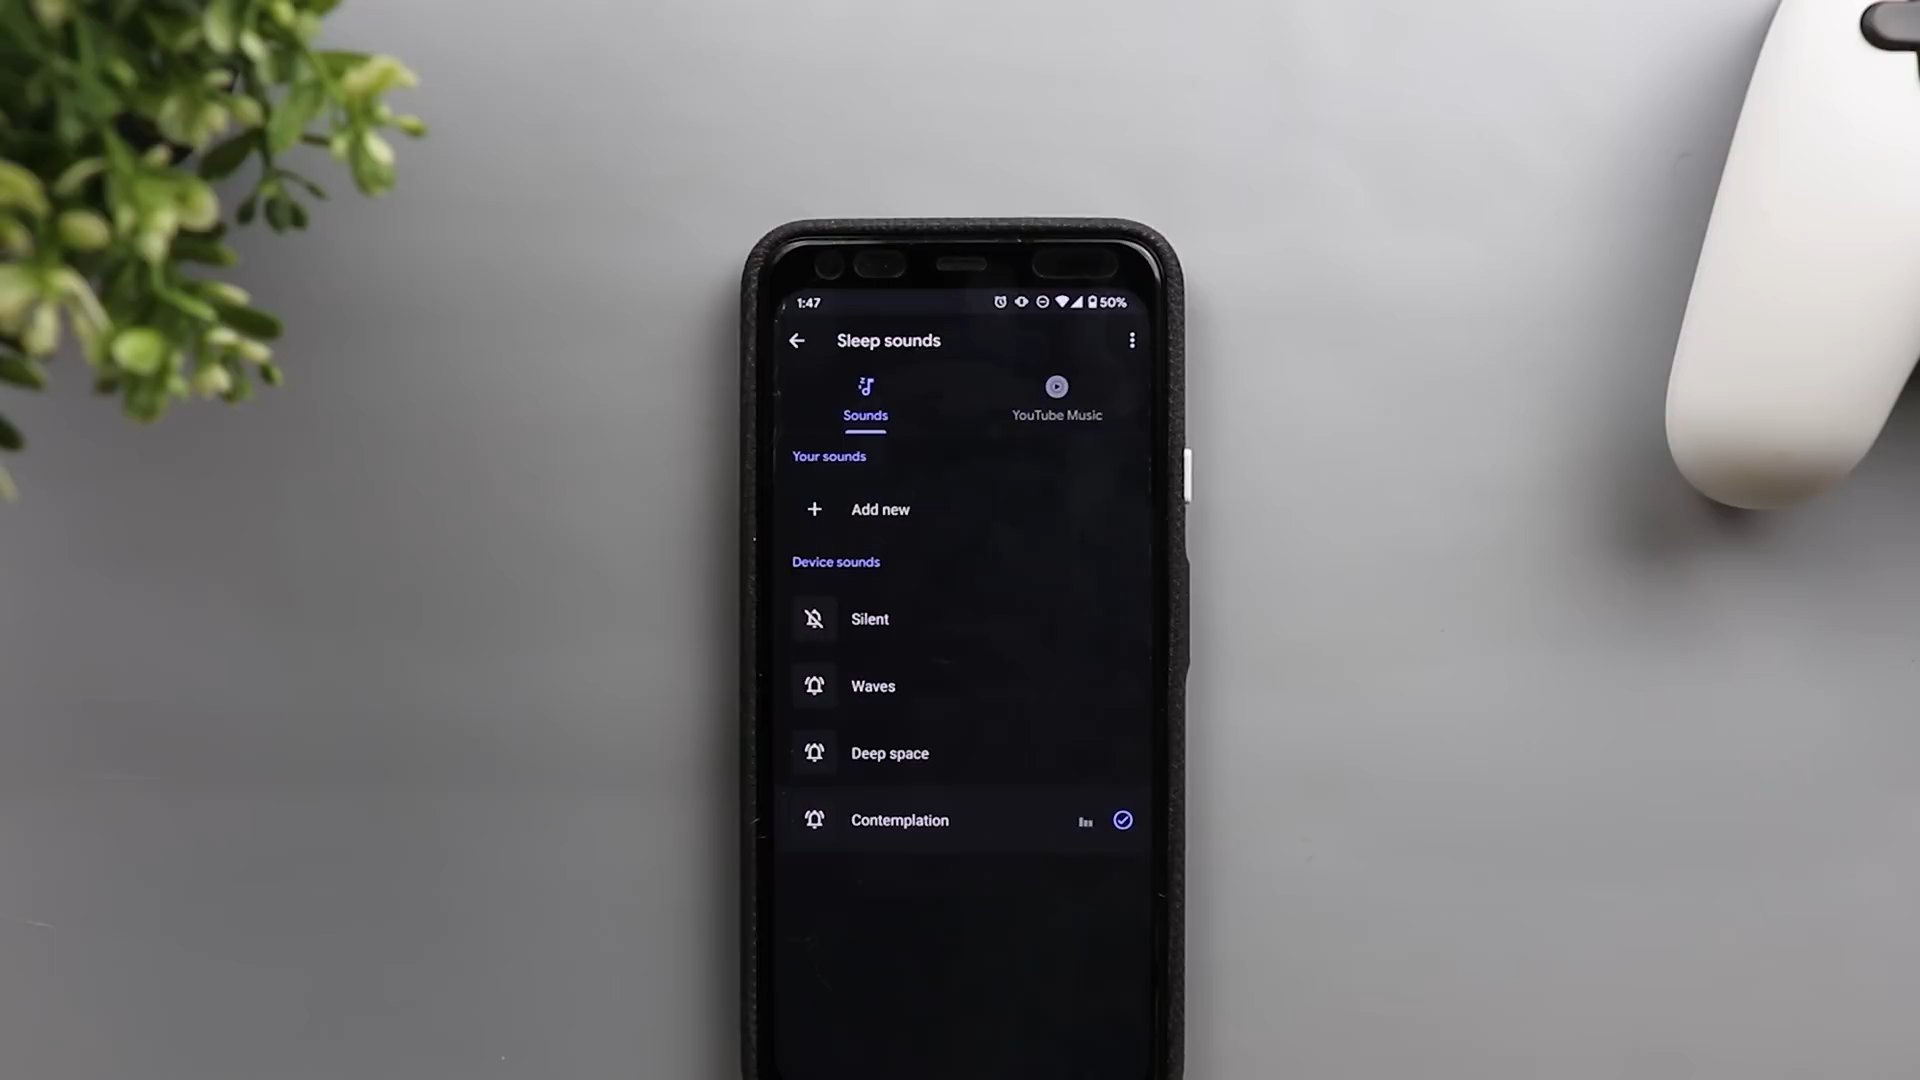 1:47
50%
Sleep sounds
Sounds
YouTube Music
Your sounds
Add new
Device sounds
Silent
Waves
Deep space
Contemplation